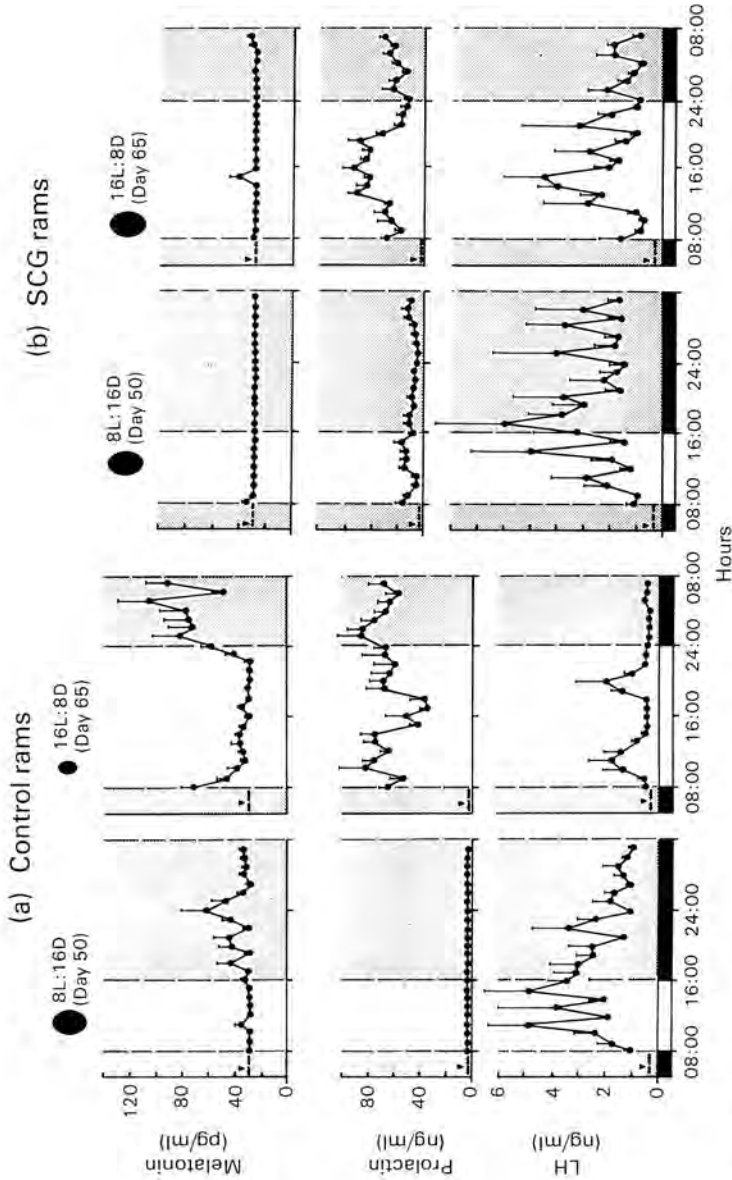 (a) Control rams
(b) SCG rams
8L:16D
(Day 50)
16L:8D
(Day 65)
8L:16D
(Day 50)
16L:8D
(Day 65)
Melatonin
(pg/ml)
120
80
40
0
Prolactin
(ng/ml)
80
40
0
LH
(ng/ml)
6
4
2
0
08:00 16:00 24:00 08:00 16:00 24:00 08:00 08:00 16:00 24:00 08:00 16:00 24:00 08:00
Hours